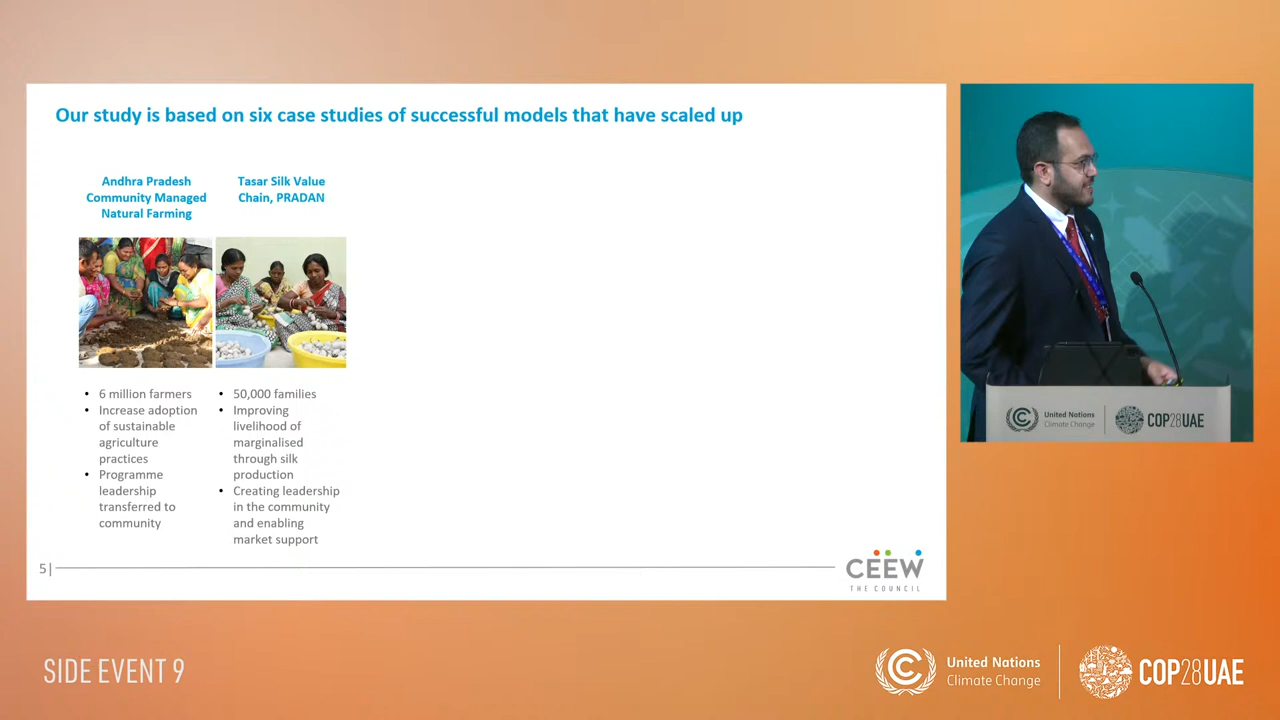 Our study is based on six case studies of successful models that have scaled up
Andhra Pradesh
Community Managed
Natural Farming
Tasar Silk Value
Chain, PRADAN
• 6 million farmers
• Increase adoption
of sustainable
agriculture
practices
• Programme
leadership
transferred to
community
• 50,000 families
• Improving
livelihood of
marginalised
through silk
production
• Creating leadership
in the community
and enabling
market support
5|
CEEW
THE COUNCIL
United Nations
Climate Change
COP28UAE
SIDE EVENT 9
United Nations
Climate Change
COP28UAE